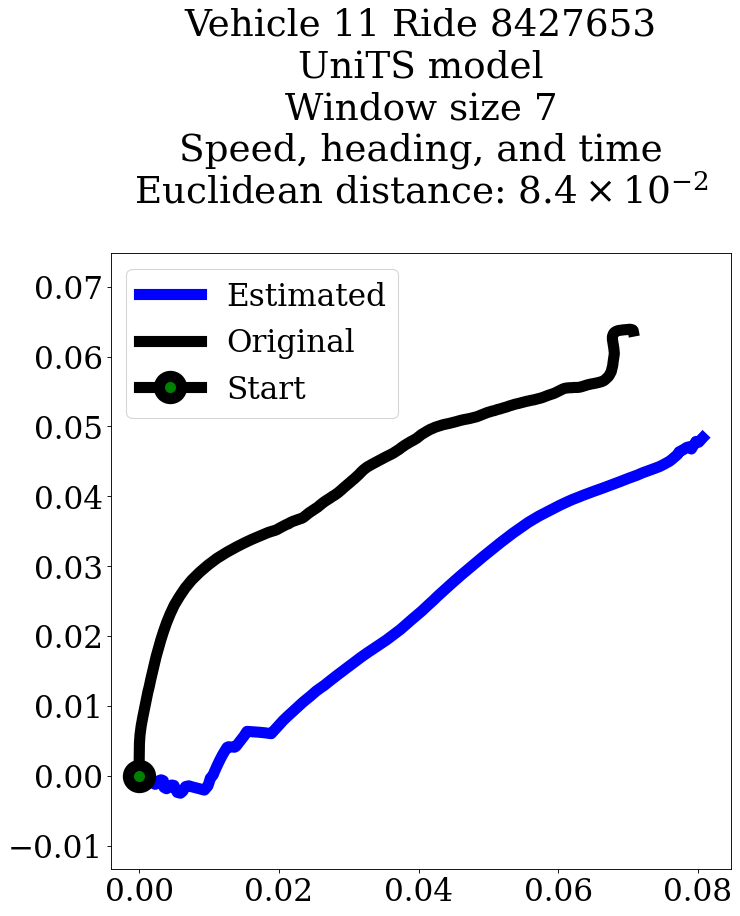 Vehicle 11 Ride 8427653
UniTS model
Window size 7
Speed, heading, and time
Euclidean distance: 8.4 × 10⁻²
Estimated
Original
Start
0.07
0.06
0.05
0.04
0.03
0.02
0.01
0.00
−0.01
0.00 0.02 0.04 0.06 0.08